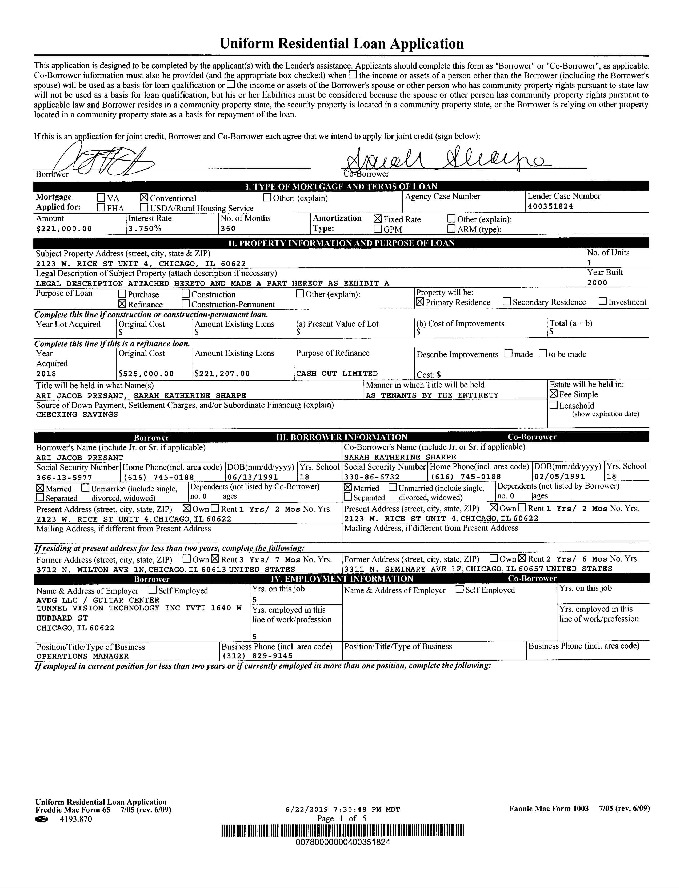 Uniform Residential Loan Application
This application is designed to be completed by the applicant(s) with the Lender's assistance. Applicants should complete this form as "Borrower" or "Co-Borrower", as applicable.
Co-Borrower information must also be provided (and the appropriate box checked) when ☐ the income or assets of a person other than the Borrower (including the Borrower's
spouse) will be used as a basis for loan qualification or ☐ the income or assets of the Borrower's spouse or other person who has community property rights pursuant to state law
will not be used as a basis for loan qualification, but his or her liabilities must be considered because the spouse or other person has community property rights pursuant to
applicable law and Borrower resides in a community property state, the security property is located in a community property state, or the Borrower is relying on other property
located in a community property state as a basis for repayment of the loan.
If this is an application for joint credit, Borrower and Co-Borrower each agree that we intend to apply for joint credit (sign below):
Borrower Co-Borrower
I. TYPE OF MORTGAGE AND TERMS OF LOAN
Mortgage ☐ VA ☒ Conventional ☐ Other (explain) Agency Case Number Lender Case Number
Applied for: ☐ FHA ☐ USDA/Rural Housing Service 400351824
Amount Interest Rate No. of Months Amortization ☒ Fixed Rate ☐ Other (explain):
$221,000.00 3.750% 360 Type: ☐ GPM ☐ ARM (type):
II. PROPERTY INFORMATION AND PURPOSE OF LOAN
Subject Property Address (street, city, state & ZIP) No. of Units
2123 W. RICE ST UNIT 4, CHICAGO, IL 60622 1
Legal Description of Subject Property (attach description if necessary) Year Built
LEGAL DESCRIPTION ATTACHED HERETO AND MADE A PART HEREOF AS EXHIBIT A 2000
Purpose of Loan ☐ Purchase ☐ Construction ☐ Other (explain): Property will be:
☒ Refinance ☐ Construction-Permanent ☒ Primary Residence ☐ Secondary Residence ☐ Investment
Complete this line if construction or construction-permanent loan.
Year Lot Acquired Original Cost Amount Existing Liens (a) Present Value of Lot (b) Cost of Improvements Total (a + b)
$ $ $ $ $
Complete this line if this is a refinance loan.
Year Original Cost Amount Existing Liens Purpose of Refinance Describe Improvements ☐ made ☐ to be made
Acquired
2018 $525,000.00 $221,207.00 CASH OUT LIMITED Cost: $
Title will be held in what Name(s) Manner in which Title will be held Estate will be held in:
ARI JACOB PRESANT, SARAH KATHERINE SHARPE AS TENANTS BY THE ENTIRETY ☒ Fee Simple
Source of Down Payment, Settlement Charges, and/or Subordinate Financing (explain) ☐ Leasehold
CHECKING SAVINGS (show expiration date)
Borrower III. BORROWER INFORMATION Co-Borrower
Borrower's Name (include Jr. or Sr. if applicable) Co-Borrower's Name (include Jr. or Sr. if applicable)
ARI JACOB PRESANT SARAH KATHERINE SHARPE
Social Security Number Home Phone(incl. area code) DOB(mm/dd/yyyy) Yrs. School Social Security Number Home Phone(incl. area code) DOB(mm/dd/yyyy) Yrs. School
366-13-5977 (616) 745-0188 06/13/1991 18 330-86-5732 (616) 745-0188 02/05/1991 18
☒ Married ☐ Unmarried (include single, Dependents (not listed by Co-Borrower) ☒ Married ☐ Unmarried (include single, Dependents (not listed by Borrower)
☐ Separated divorced, widowed) no. 0 ages ☐ Separated divorced, widowed) no. 0 ages
Present Address (street, city, state, ZIP) ☒ Own ☐ Rent 1 Yrs/ 2 Mos No. Yrs. Present Address (street, city, state, ZIP) ☒ Own ☐ Rent 1 Yrs/ 2 Mos No. Yrs.
2123 W. RICE ST UNIT 4, CHICAGO, IL 60622 2123 W. RICE ST UNIT 4, CHICAGO, IL 60622
Mailing Address, if different from Present Address Mailing Address, if different from Present Address
If residing at present address for less than two years, complete the following:
Former Address (street, city, state, ZIP) ☐ Own ☒ Rent 3 Yrs/ 7 Mos No. Yrs. Former Address (street, city, state, ZIP) ☐ Own ☒ Rent 2 Yrs/ 6 Mos No. Yrs
3712 N. WILTON AVE 1N, CHICAGO, IL 60613 UNITED STATES 3311 N. SEMINARY AVE 1F, CHICAGO, IL 60657 UNITED STATES
Borrower IV. EMPLOYMENT INFORMATION Co-Borrower
Name & Address of Employer ☐ Self Employed Yrs. on this job Name & Address of Employer ☐ Self Employed Yrs. on this job
AVDG LLC / GUITAR CENTER 5
TUNNEL VISION TECHNOLOGY INC TVTI 1640 W Yrs. employed in this Yrs. employed in this
HUBBARD ST line of work/profession line of work/profession
CHICAGO, IL 60622
5
Position/Title/Type of Business Business Phone (incl. area code) Position/Title/Type of Business Business Phone (incl. area code)
OPERATIONS MANAGER (312) 829-9145
If employed in current position for less than two years or if currently employed in more than one position, complete the following:
Uniform Residential Loan Application
Freddie Mac Form 65 7/05 (rev. 6/09) 6/22/2019 7:30:49 PM MDT Fannie Mae Form 1003 7/05 (rev. 6/09)
4193.870 Page 1 of 5
00780000000400351824